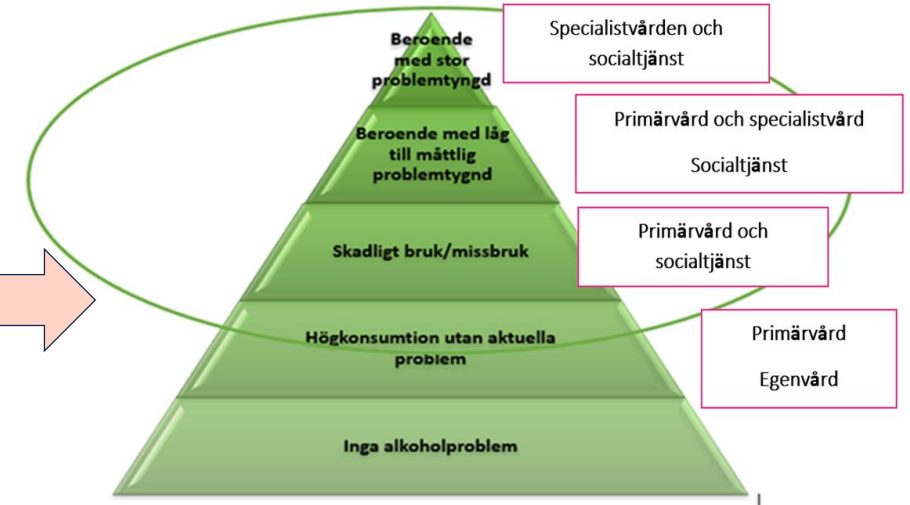 Beroende
med stor
problemtyngd
Specialistvården och
socialtjänst
Beroende med låg
till måttlig
problemtygnd
Primärvård och specialistvård
Socialtjänst
Skadligt bruk/missbruk
Primärvård och
socialtjänst
Högkonsumtion utan aktuella
problem
Primärvård
Egenvård
Inga alkoholproblem